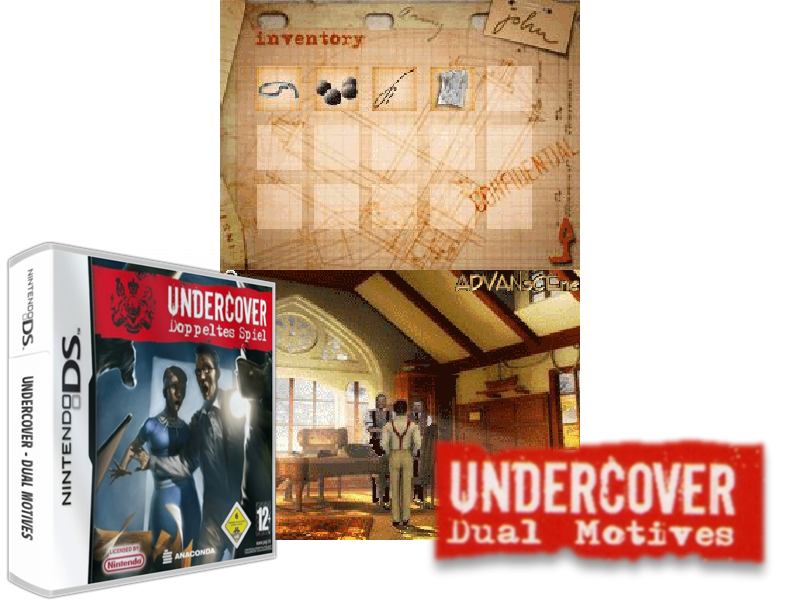 inventory
john
CONFIDENTIAL
ADVANsCEne
NINTENDO DS.
UNDERCOVER - DUAL MOTIVES
NINTENDO DS
UNDERCOVER
Doppeltes Spiel
LICENSED BY
Nintendo
ANACONDA
12+
UNDERCOVER
Dual Motives